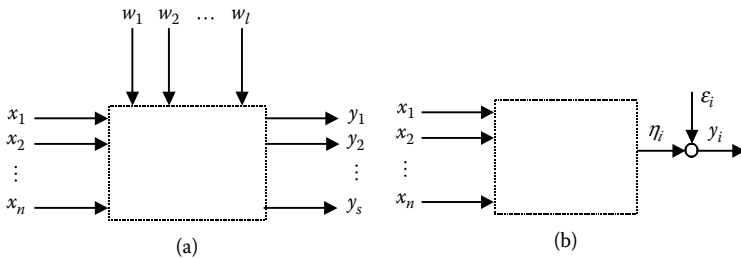 w₁ w₂ … wₗ
x₁ y₁
x₂ y₂
⋮ ⋮
xₙ yₛ
(a)
x₁ εᵢ
x₂ ηᵢ yᵢ
⋮
xₙ
(b)